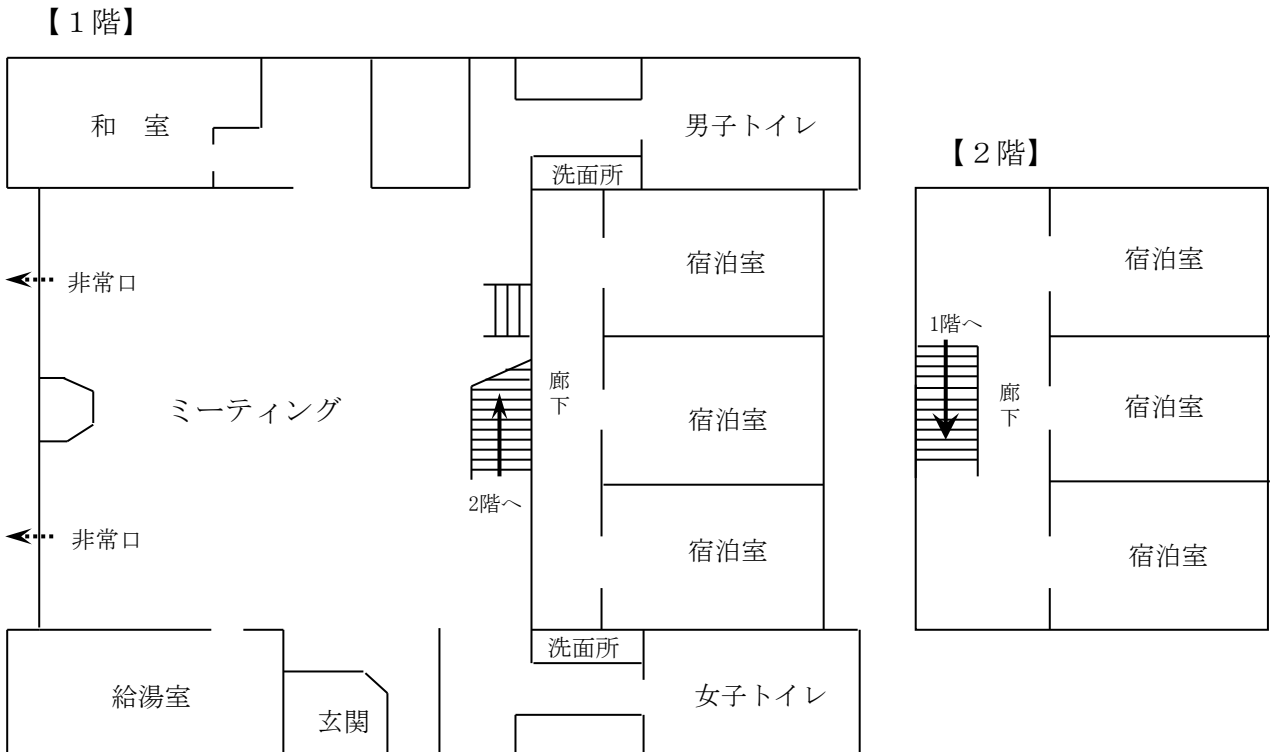 【１階】
和　室
男子トイレ
洗面所
【２階】
宿泊室
非常口
宿泊室
1階へ
廊下
ミーティング
宿泊室
廊下
宿泊室
2階へ
非常口
宿泊室
宿泊室
洗面所
給湯室
玄関
女子トイレ